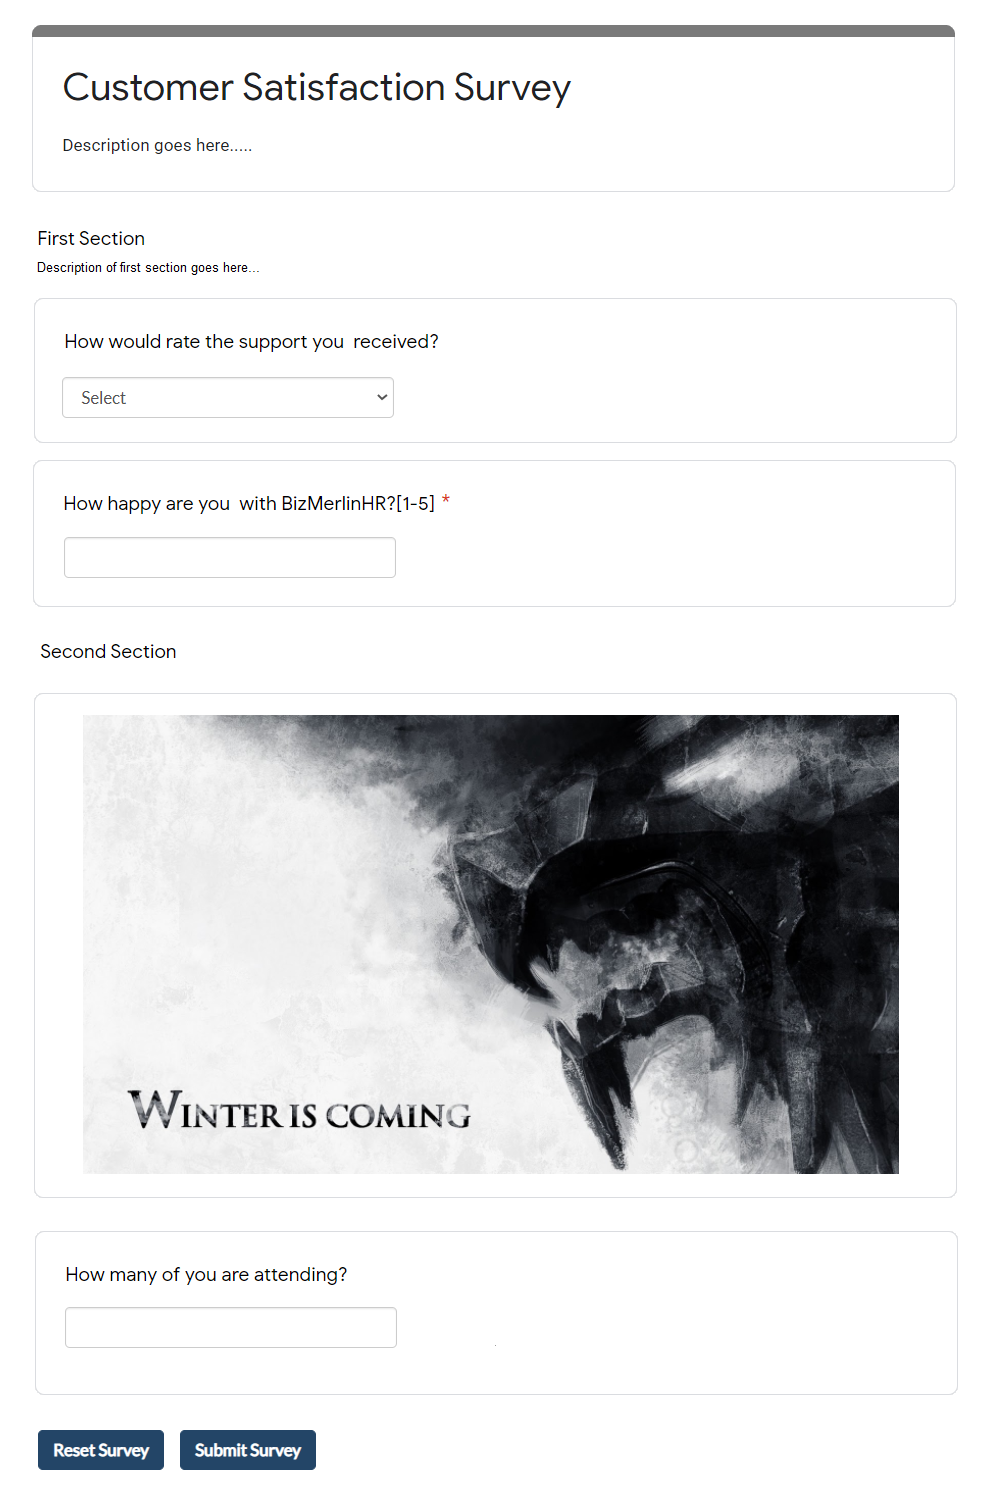 Customer Satisfaction Survey
Description goes here.....
First Section
Description of first section goes here...
How would rate the support you  received?
Select
How happy are you  with BizMerlinHR?[1-5] *
Second Section
WINTER IS COMING
How many of you are attending?
Reset Survey Submit Survey